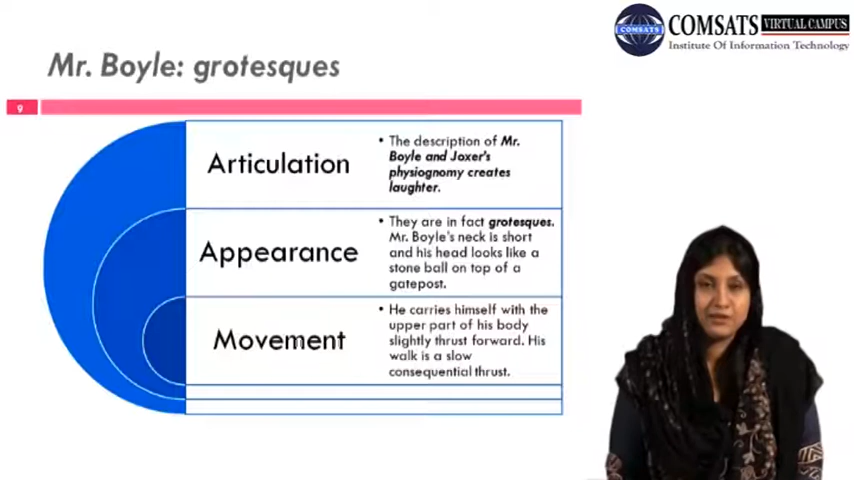 COMSATS VIRTUAL CAMPUS
COMSATS
Institute Of Information Technology
Mr. Boyle: grotesques
9
Articulation
• The description of Mr.
Boyle and Joxer's
physiognomy creates
laughter.
Appearance
• They are in fact grotesques.
Mr. Boyle's neck is short
and his head looks like a
stone ball on top of a
gatepost.
Movement
• He carries himself with the
upper part of his body
slightly thrust forward. His
walk is a slow
consequential thrust.